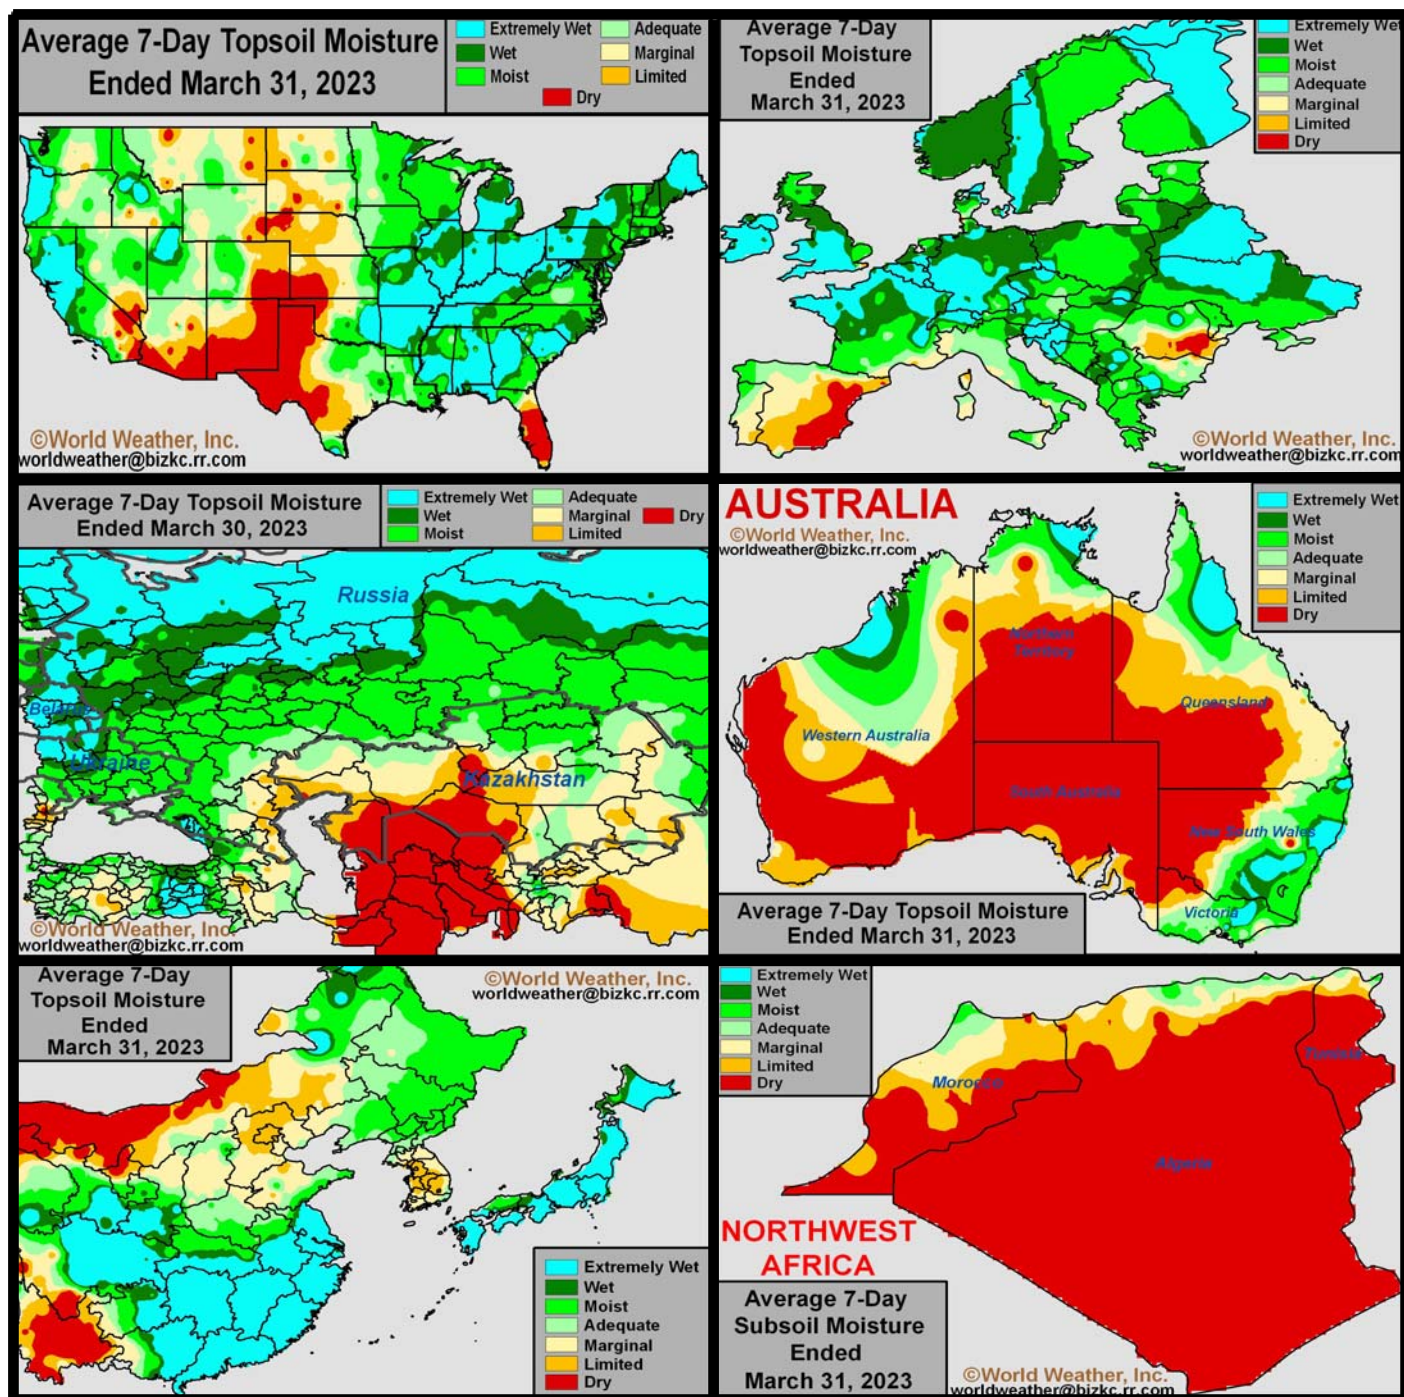 Average 7-Day Topsoil Moisture
Ended March 31, 2023
Extremely Wet
Adequate
Wet
Marginal
Moist
Limited
Dry
©World Weather, Inc.
worldweather@bizkc.rr.com
Average 7-Day
Topsoil Moisture
Ended
March 31, 2023
Extremely Wet
Wet
Moist
Adequate
Marginal
Limited
Dry
©World Weather, Inc.
worldweather@bizkc.rr.com
Average 7-Day Topsoil Moisture
Ended March 30, 2023
Extremely Wet
Adequate
Wet
Marginal
Dry
Moist
Limited
Russia
Ukraine
Kazakhstan
©World Weather, Inc
worldweather@bizkc.rr.com
AUSTRALIA
©World Weather, Inc.
worldweather@bizkc.rr.com
Extremely Wet
Wet
Moist
Adequate
Marginal
Limited
Dry
Northern
Territory
Queensland
Western Australia
South Australia
New South Wales
Victoria
Average 7-Day Topsoil Moisture
Ended March 31, 2023
Average 7-Day
Topsoil Moisture
Ended
March 31, 2023
©World Weather, Inc.
worldweather@bizkc.rr.com
Extremely Wet
Wet
Moist
Adequate
Marginal
Limited
Dry
Extremely Wet
Wet
Moist
Adequate
Marginal
Limited
Dry
Morocco
Tunisia
Algeria
NORTHWEST
AFRICA
Average 7-Day
Subsoil Moisture
Ended
March 31, 2023
©World Weather, Inc.
worldweather@bizkc.rr.com